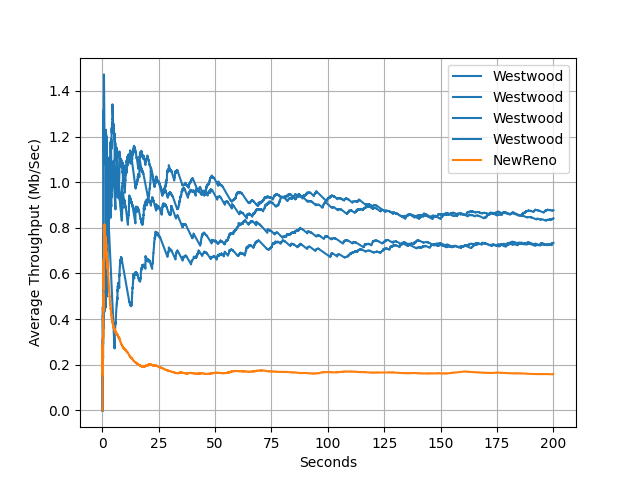 Westwood
Westwood
Westwood
Westwood
NewReno
1.4
1.2
1.0
0.8
0.6
0.4
0.2
0.0
Average Throughput (Mb/Sec)
0 25 50 75 100 125 150 175 200
Seconds